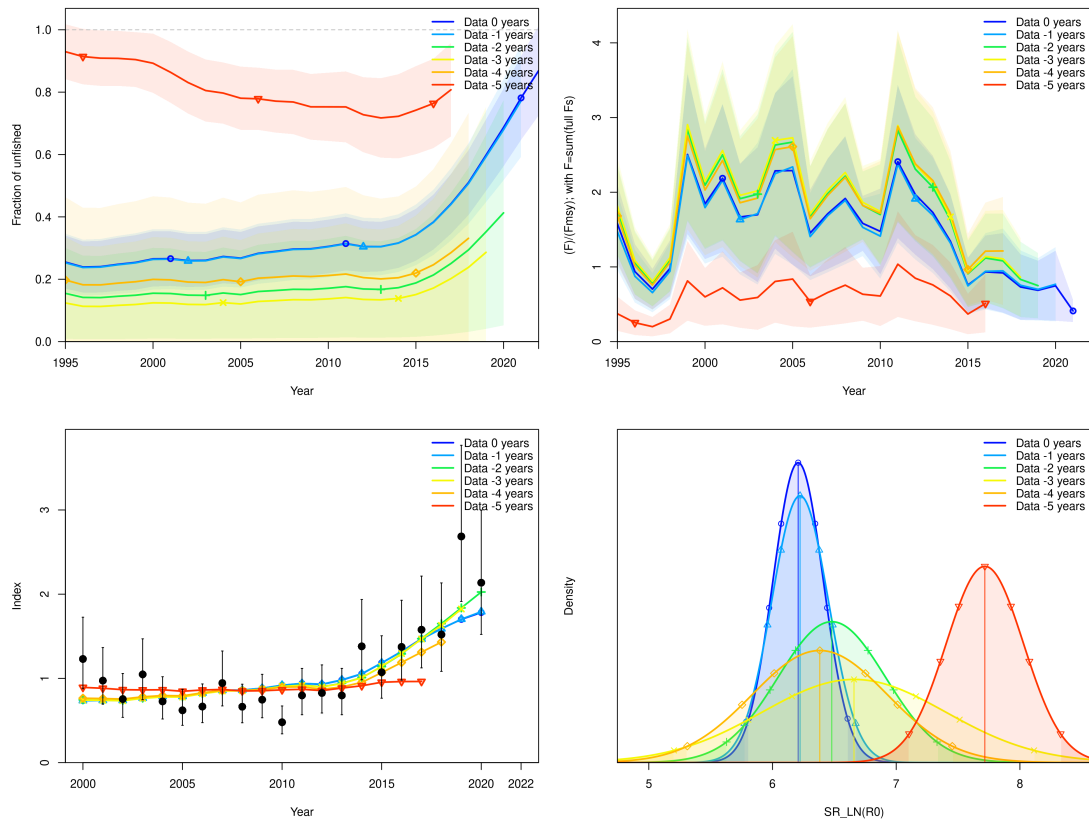 Data 0 years
Data -1 years
Data -2 years
Data -3 years
Data -4 years
Data -5 years
1.0
0.8
0.6
0.4
0.2
0.0
Fraction of unfished
1995 2000 2005 2010 2015 2020
Year
Data 0 years
Data -1 years
Data -2 years
Data -3 years
Data -4 years
Data -5 years
4
3
2
1
0
(F)/(Fmsy); with F=sum(full Fs)
1995 2000 2005 2010 2015 2020
Year
Data 0 years
Data -1 years
Data -2 years
Data -3 years
Data -4 years
Data -5 years
3
2
1
0
Index
2000 2005 2010 2015 2020 2022
Year
Data 0 years
Data -1 years
Data -2 years
Data -3 years
Data -4 years
Data -5 years
Density
5 6 7 8
SR_LN(R0)